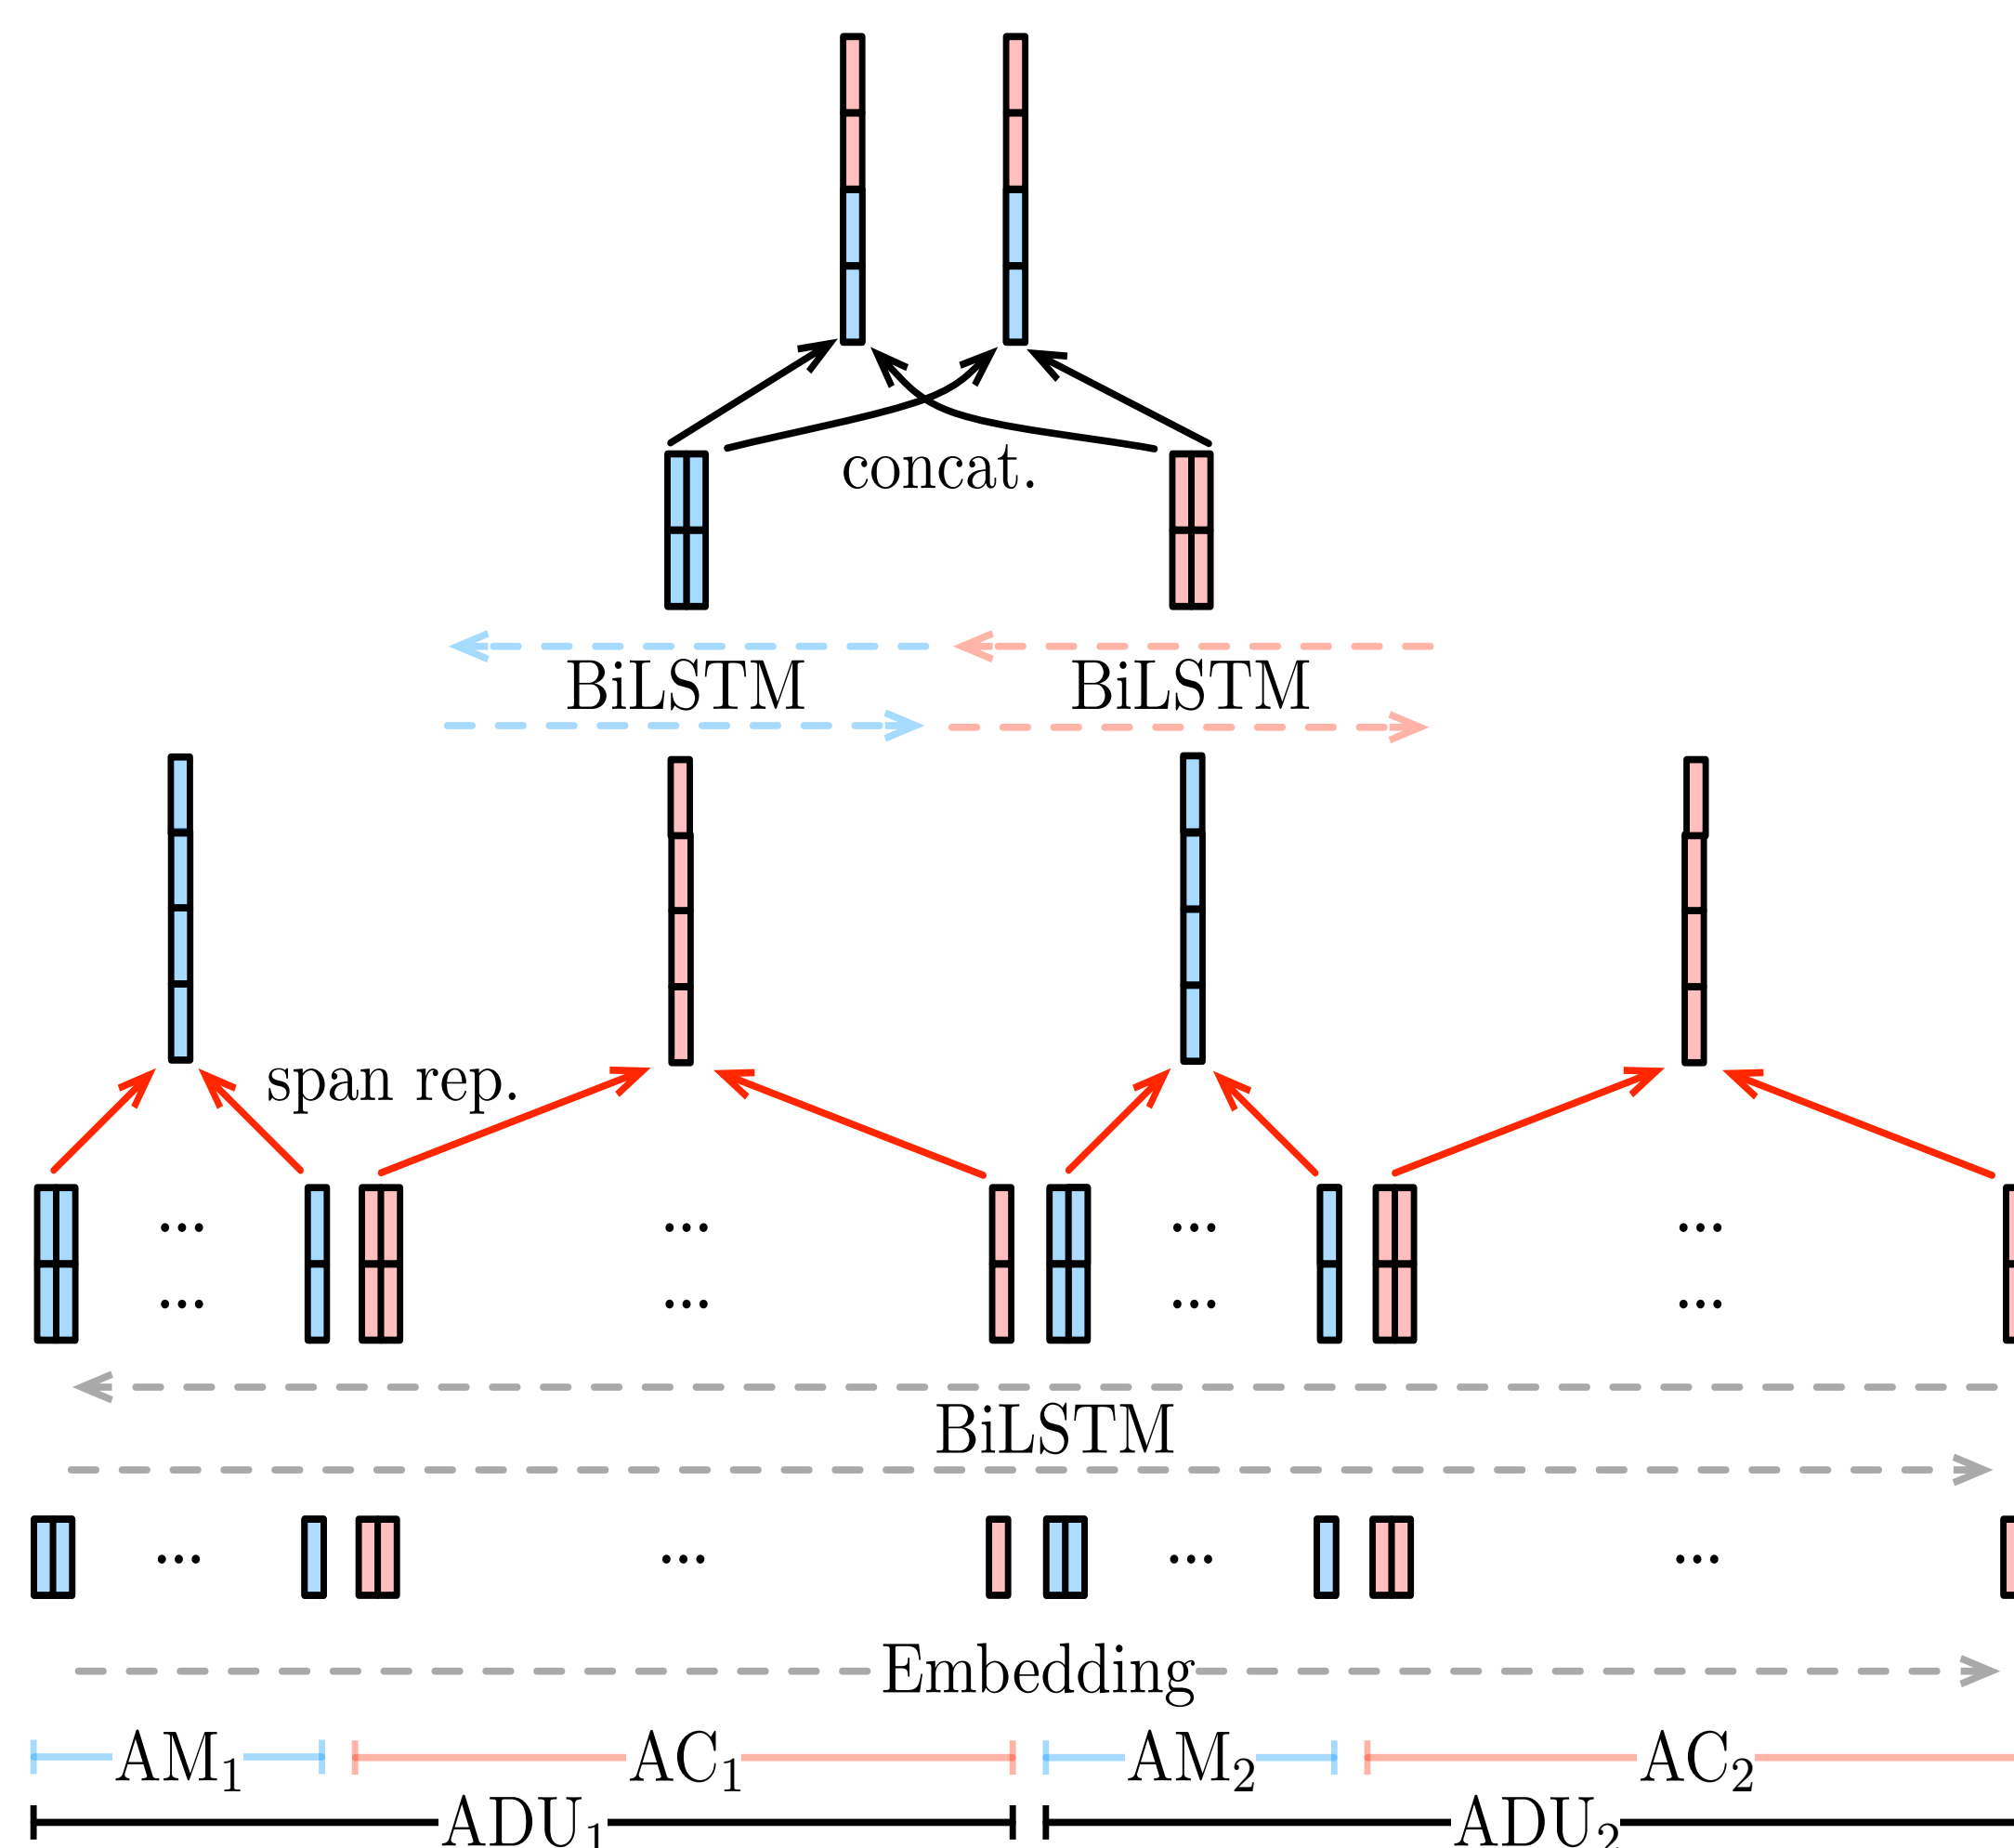 concat.
BiLSTM BiLSTM
span rep.
... ... ... ...
... ... ... ...
BiLSTM
... ... ... ...
Embedding
AM₁ AC₁ AM₂ AC₂
ADU₁ ADU₂